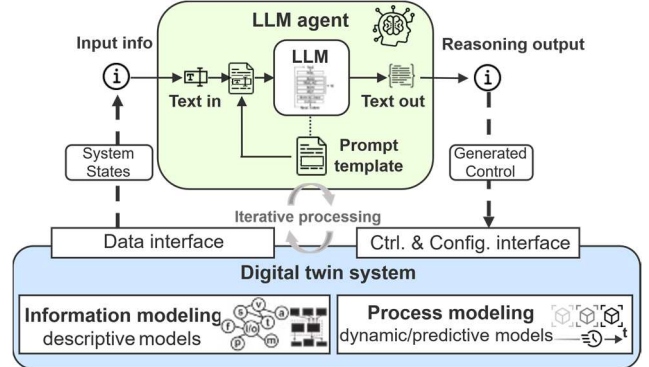 LLM agent
Input info
Reasoning output
LLM
Text in
Text out
Prompt
template
System
States
Generated
Control
Iterative processing
Data interface
Ctrl. & Config. interface
Digital twin system
Information modeling
descriptive models
v
s
a
f
I/o
t
p
m
Process modeling
dynamic/predictive models
t